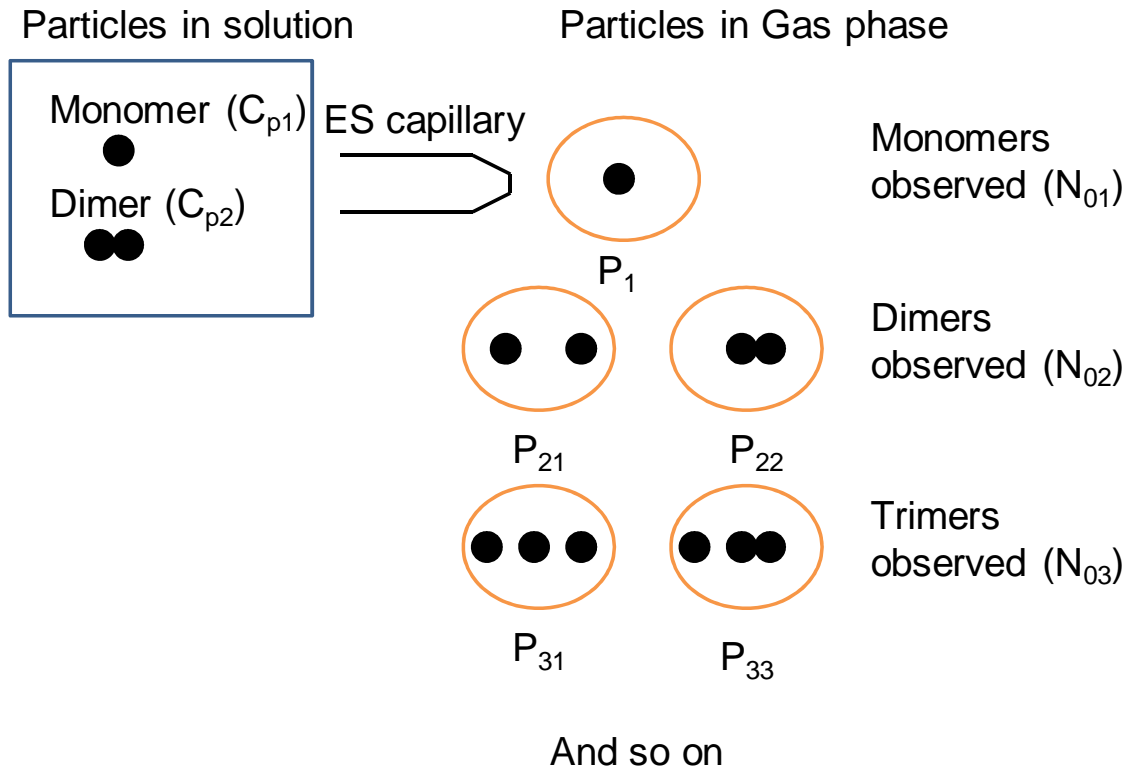 Particles in solution
Particles in Gas phase
Monomer (Cp1)
ES capillary
Dimer (Cp2)
Monomers
observed (N01)
P1
Dimers
observed (N02)
P21
P22
Trimers
observed (N03)
P31
P33
And so on